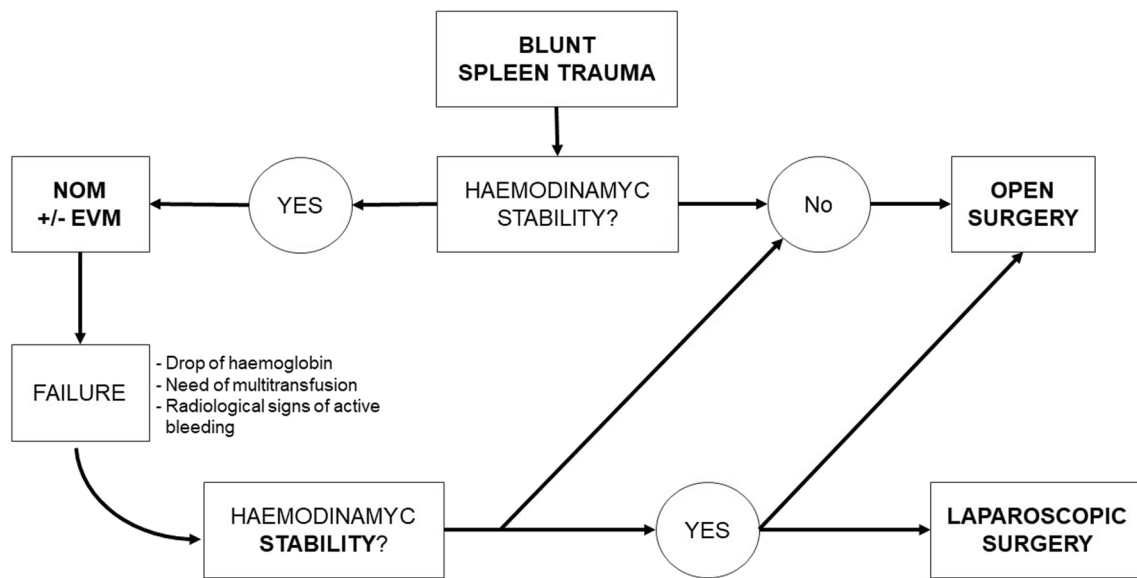 BLUNT
SPLEEN TRAUMA
NOM
+/- EVM
YES
HAEMODINAMYC
STABILITY?
No
OPEN
SURGERY
FAILURE
- Drop of haemoglobin
- Need of multitransfusion
- Radiological signs of active
bleeding
HAEMODINAMYC
STABILITY?
YES
LAPAROSCOPIC
SURGERY